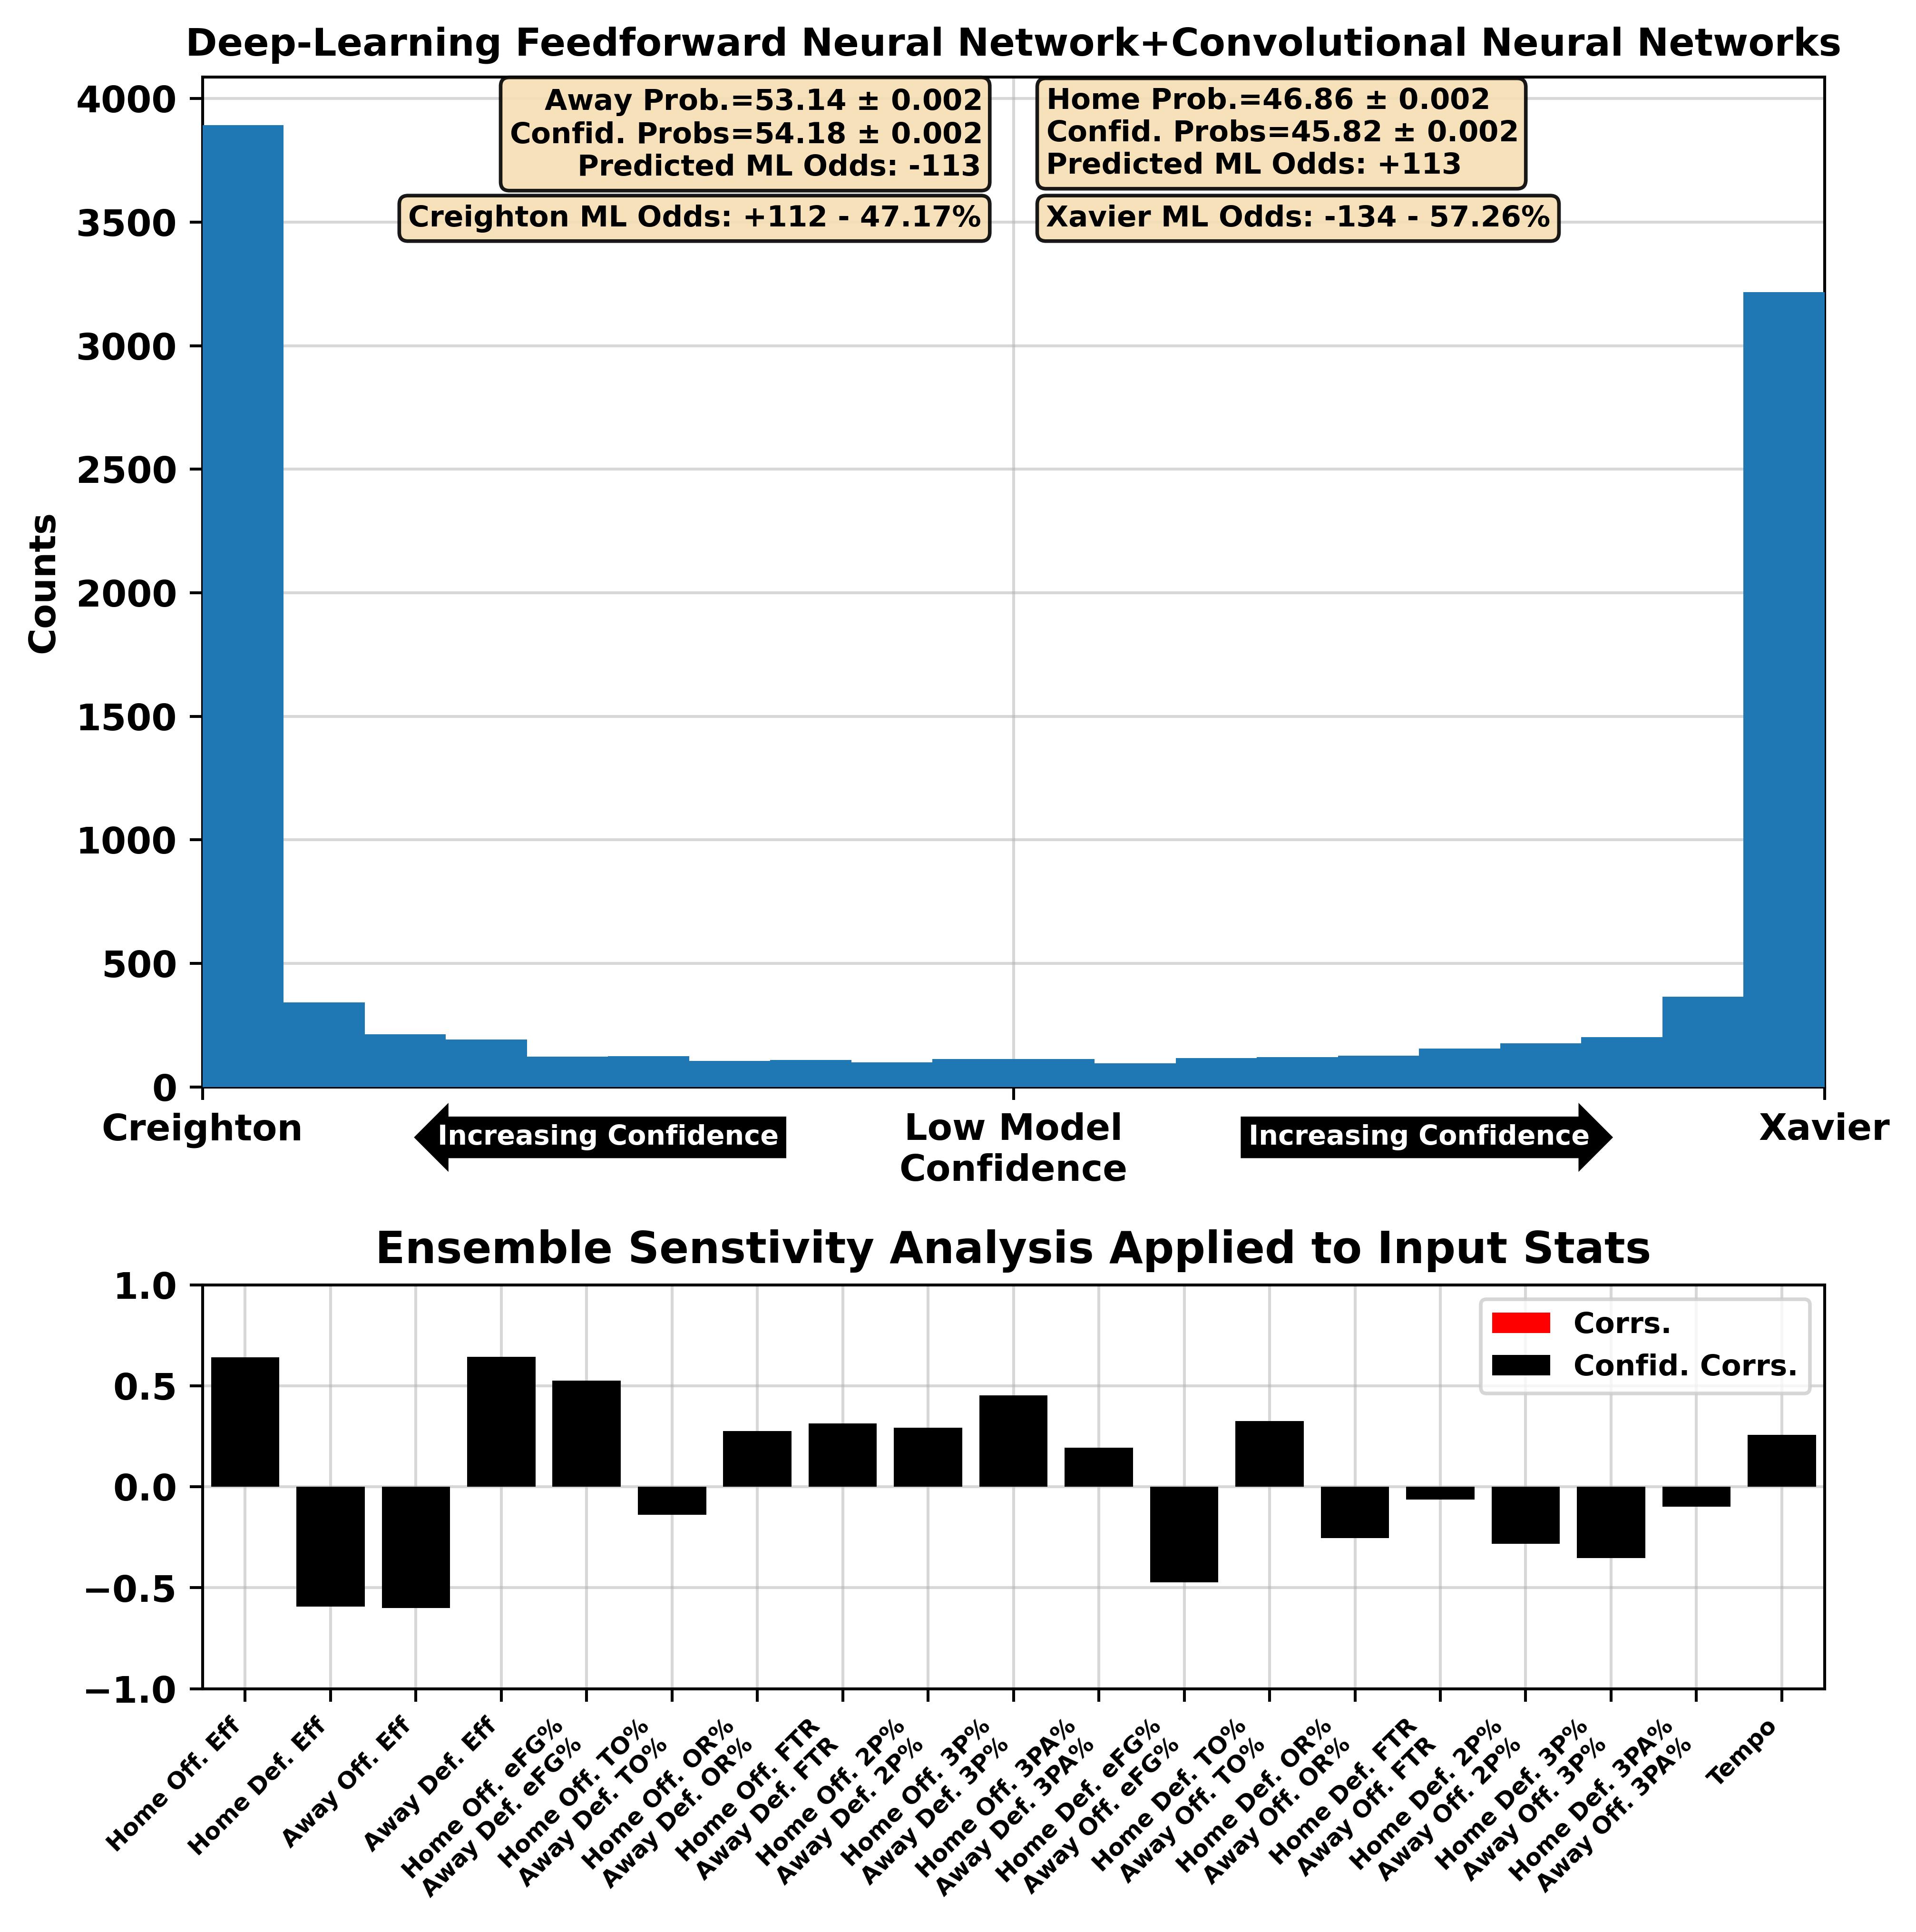 Deep-Learning Feedforward Neural Network+Convolutional Neural Networks
Away Prob.=53.14 ± 0.002
Confid. Probs=54.18 ± 0.002
Predicted ML Odds: -113
Creighton ML Odds: +112 - 47.17%
Home Prob.=46.86 ± 0.002
Confid. Probs=45.82 ± 0.002
Predicted ML Odds: +113
Xavier ML Odds: -134 - 57.26%
Counts
4000
3500
3000
2500
2000
1500
1000
500
0
Creighton
Increasing Confidence
Low Model
Confidence
Increasing Confidence
Xavier
Ensemble Senstivity Analysis Applied to Input Stats
1.0
0.5
0.0
−0.5
−1.0
Corrs.
Confid. Corrs.
Home Off. Eff
Home Def. Eff
Away Off. Eff
Away Def. Eff
Home Off. eFG%
Away Def. eFG%
Home Off. TO%
Away Def. TO%
Home Off. OR%
Away Def. OR%
Home Off. FTR
Away Def. FTR
Home Off. 2P%
Away Def. 2P%
Home Off. 3P%
Away Def. 3P%
Home Off. 3PA%
Away Def. 3PA%
Home Def. eFG%
Away Off. eFG%
Home Def. TO%
Away Off. TO%
Home Def. OR%
Away Off. OR%
Home Def. FTR
Away Off. FTR
Home Def. 2P%
Away Off. 2P%
Home Def. 3P%
Away Off. 3P%
Home Def. 3PA%
Away Off. 3PA%
Tempo